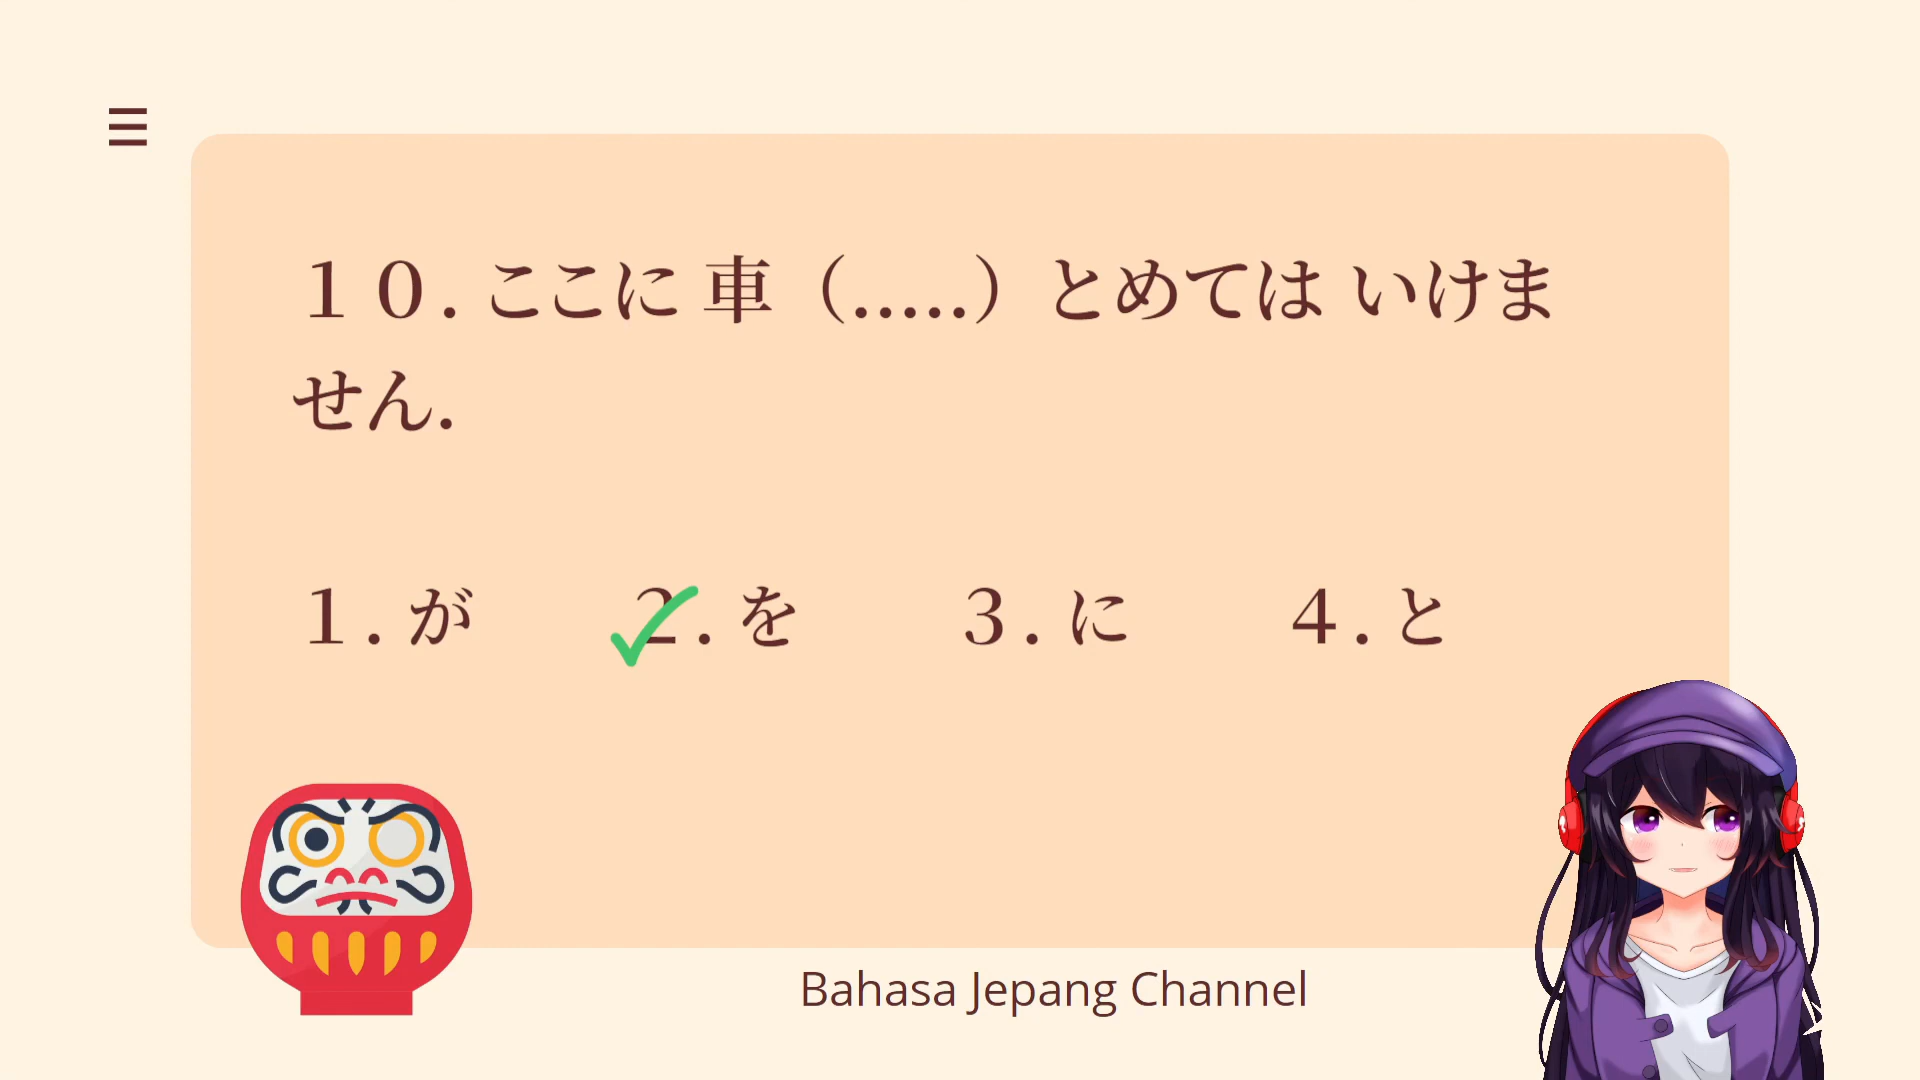 １０. ここに 車（.....）とめては いけま
せん.
１. が　２. を　３. に　４. と
Bahasa Jepang Channel